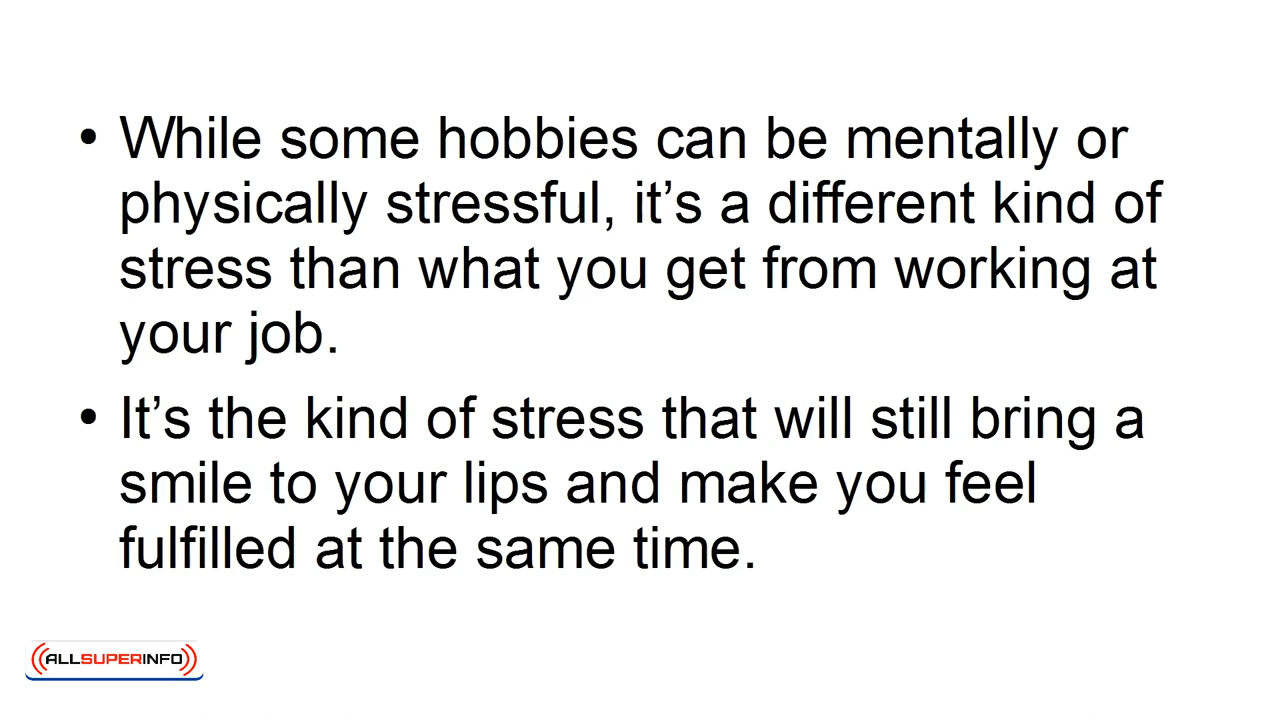 • While some hobbies can be mentally or
physically stressful, it’s a different kind of
stress than what you get from working at
your job.
• It’s the kind of stress that will still bring a
smile to your lips and make you feel
fulfilled at the same time.
ALLSUPERINFO